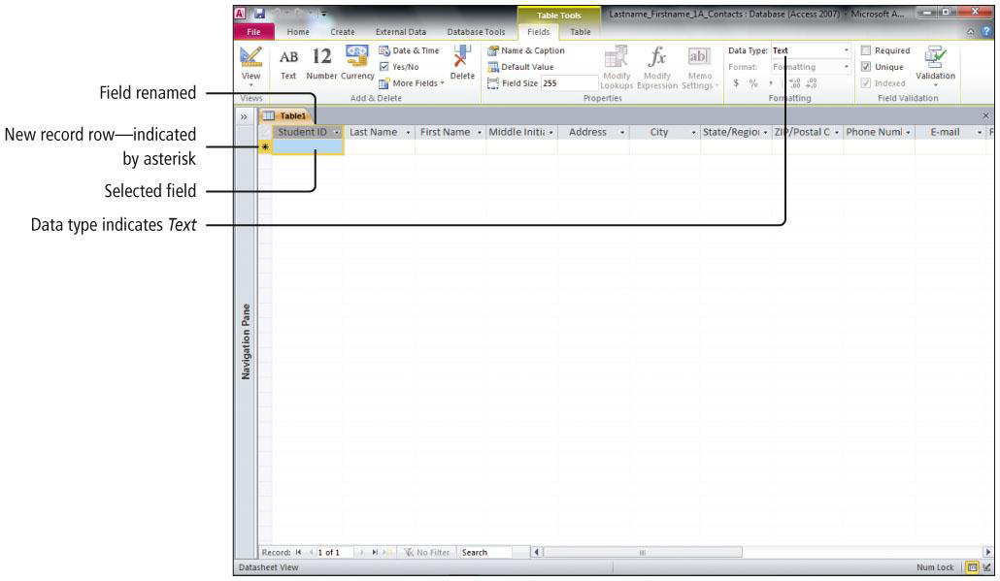 Table Tools
Lastname_Firstname_1A_Contacts : Database (Access 2007) - Microsoft A...
File
Home
Create
External Data
Database Tools
Fields
Table
View
AB
Text
12
Number
Currency
Date & Time
Yes/No
More Fields
Delete
Name & Caption
Default Value
Field Size 255
Modify Lookups
fx
Modify Expression
ab
Memo Settings
Data Type: Text
Format: Formatting
$ % ,
Required
Unique
Indexed
Validation
Views
Add & Delete
Properties
Formatting
Field Validation
Field renamed
New record row—indicated
by asterisk
Selected field
Data type indicates Text
»
Table1
Student ID Last Name First Name Middle Initia Address City State/Region ZIP/Postal C Phone Numl E-mail F
*
Navigation Pane
Record: 1 of 1 No Filter Search
Datasheet View
Num Lock